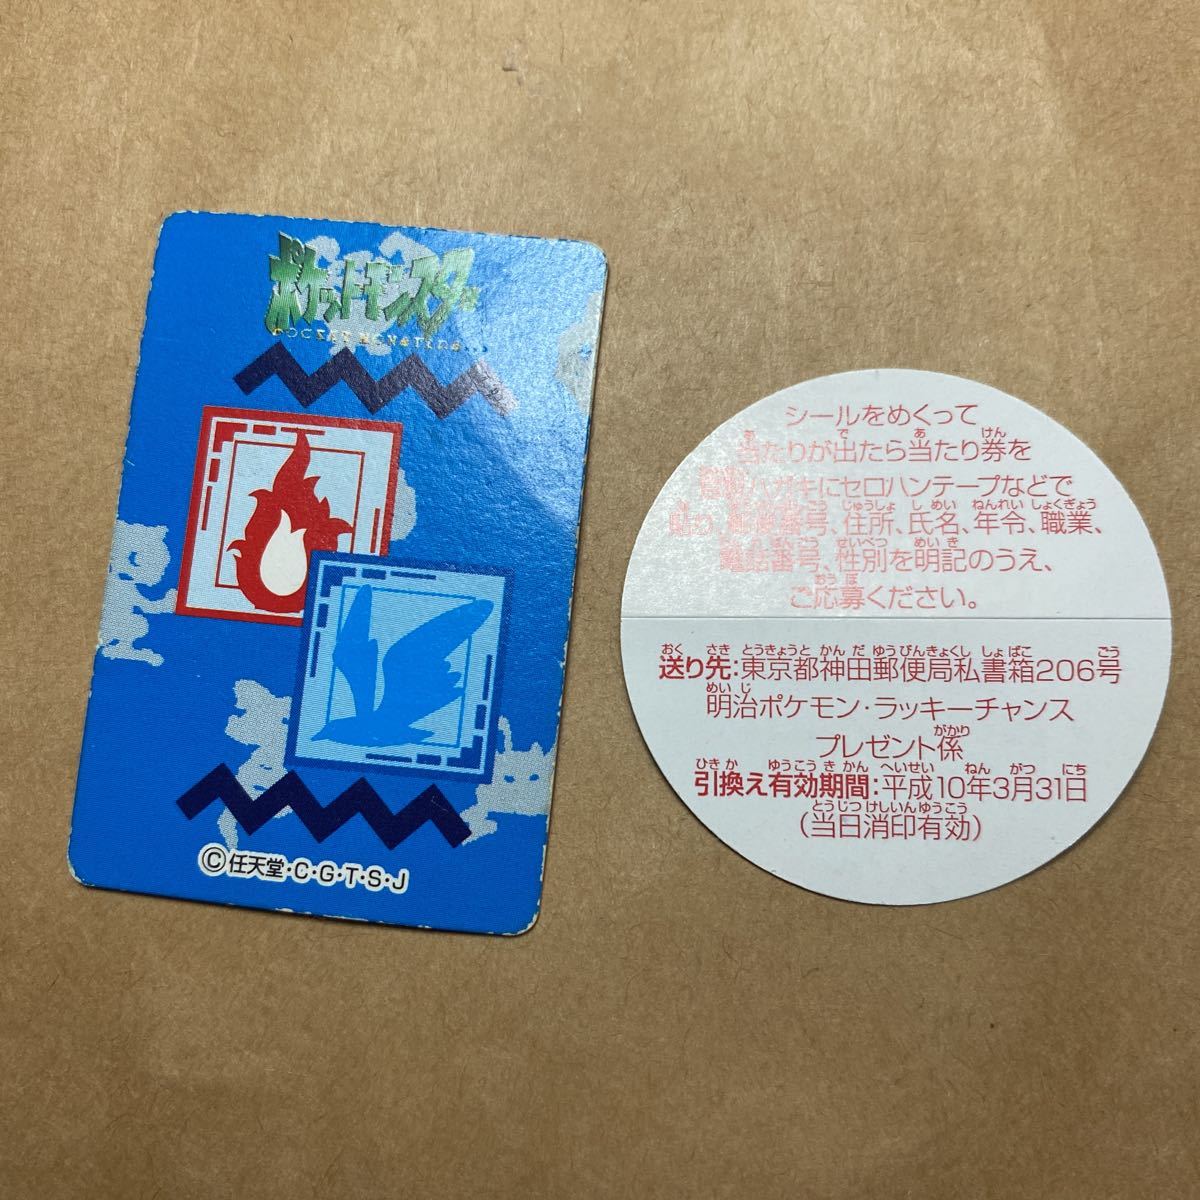 ポケットモンスター
©任天堂・C・G・T・S・J
シールをめくって
当たりが出たら当たり券を
ハガキにセロハンテープなどで
住所、氏名、年令、職業、
番号、性別を明記のうえ、
ご応募ください。
送り先:東京都神田郵便局私書箱206号
明治ポケモン・ラッキーチャンス
プレゼント係
引換え有効期間:平成10年3月31日
(当日消印有効)